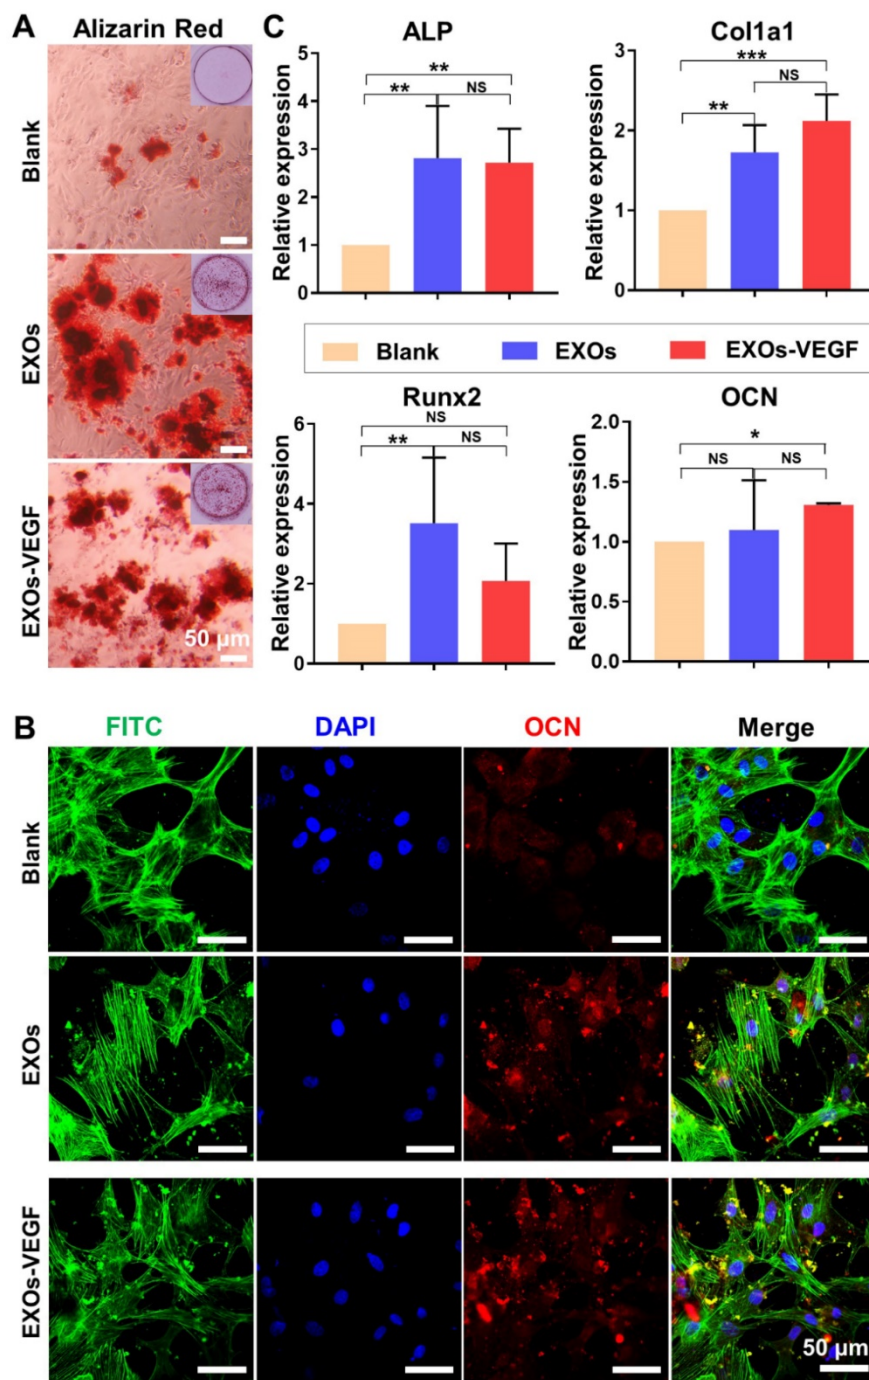 A
Alizarin Red
Blank
EXOs
EXOs-VEGF
50 µm
C
ALP
Relative expression
5
4
3
2
1
0
**
**
NS
Col1a1
Relative expression
3
2
1
0
***
NS
**
Blank
EXOs
EXOs-VEGF
Runx2
Relative expression
6
4
2
0
NS
**
NS
OCN
Relative expression
2.0
1.5
1.0
0.5
0.0
*
NS
NS
B
FITC
DAPI
OCN
Merge
Blank
EXOs
EXOs-VEGF
50 µm